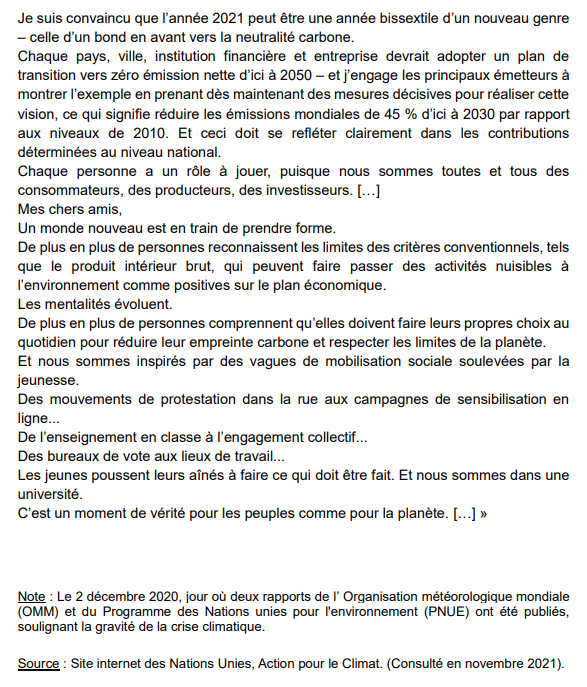 Je suis convaincu que l’année 2021 peut être une année bissextile d’un nouveau genre
– celle d’un bond en avant vers la neutralité carbone.
Chaque pays, ville, institution financière et entreprise devrait adopter un plan de
transition vers zéro émission nette d’ici à 2050 – et j’engage les principaux émetteurs à
montrer l’exemple en prenant dès maintenant des mesures décisives pour réaliser cette
vision, ce qui signifie réduire les émissions mondiales de 45 % d’ici à 2030 par rapport
aux niveaux de 2010. Et ceci doit se refléter clairement dans les contributions
déterminées au niveau national.
Chaque personne a un rôle à jouer, puisque nous sommes toutes et tous des
consommateurs, des producteurs, des investisseurs. […]
Mes chers amis,
Un monde nouveau est en train de prendre forme.
De plus en plus de personnes reconnaissent les limites des critères conventionnels, tels
que le produit intérieur brut, qui peuvent faire passer des activités nuisibles à
l’environnement comme positives sur le plan économique.
Les mentalités évoluent.
De plus en plus de personnes comprennent qu’elles doivent faire leurs propres choix au
quotidien pour réduire leur empreinte carbone et respecter les limites de la planète.
Et nous sommes inspirés par des vagues de mobilisation sociale soulevées par la
jeunesse.
Des mouvements de protestation dans la rue aux campagnes de sensibilisation en
ligne...
De l’enseignement en classe à l’engagement collectif...
Des bureaux de vote aux lieux de travail...
Les jeunes poussent leurs aînés à faire ce qui doit être fait. Et nous sommes dans une
université.
C’est un moment de vérité pour les peuples comme pour la planète. […] »
Note : Le 2 décembre 2020, jour où deux rapports de l’ Organisation météorologique mondiale
(OMM) et du Programme des Nations unies pour l'environnement (PNUE) ont été publiés,
soulignant la gravité de la crise climatique.
Source : Site internet des Nations Unies, Action pour le Climat. (Consulté en novembre 2021).